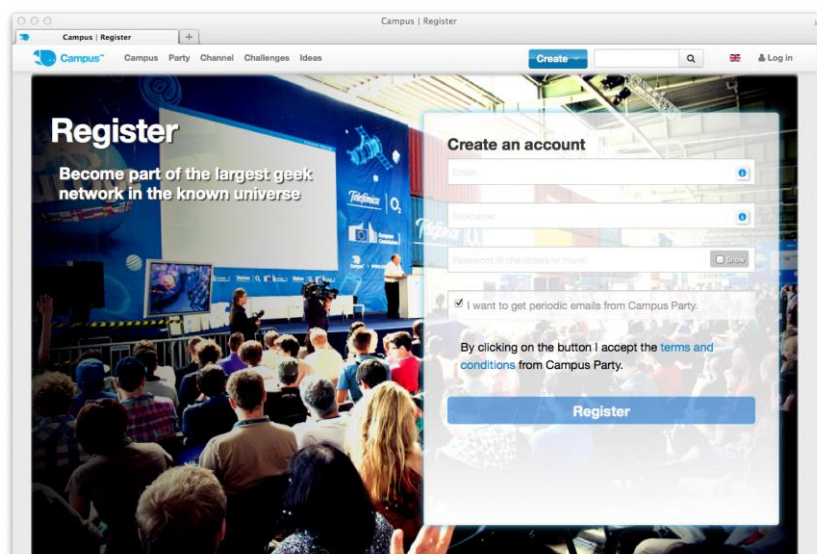 Campus | Register
Campus | Register
Campus™ Campus Party Channel Challenges Ideas Create Log in
Register
Become part of the largest geek
network in the known universe
Telefónica O2
European
Commission
Create an account
Email
Nickname
Password (8 characters or more)
Show
I want to get periodic emails from Campus Party.
By clicking on the button I accept the terms and
conditions from Campus Party.
Register